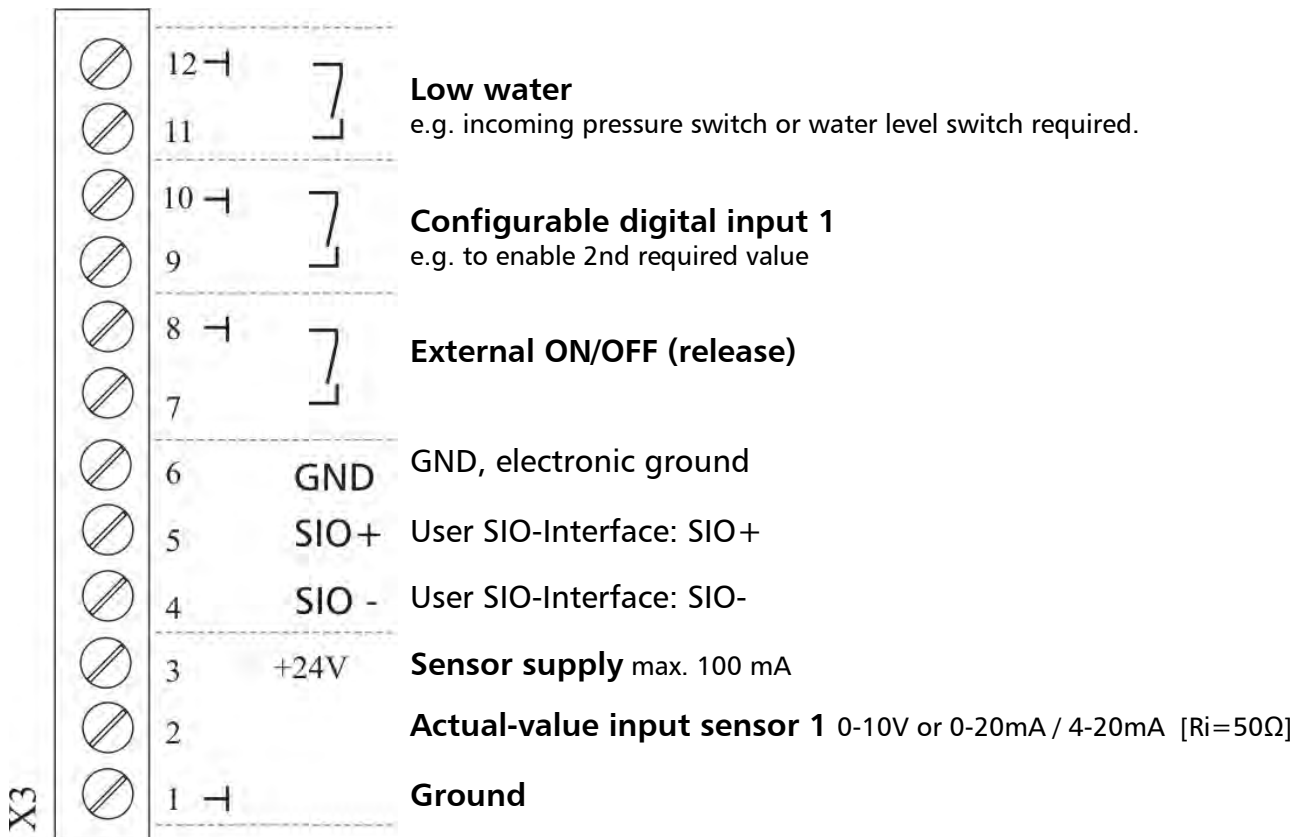 12
Low water
e.g. incoming pressure switch or water level switch required.
11
10
Configurable digital input 1
9
e.g. to enable 2nd required value
8
External ON/OFF (release)
7
6 GND GND, electronic ground
5 SIO+ User SIO-Interface: SIO+
4 SIO - User SIO-Interface: SIO-
3 +24V Sensor supply max. 100 mA
2 Actual-value input sensor 1 0-10V or 0-20mA / 4-20mA [Ri=50Ω]
1 Ground
X3